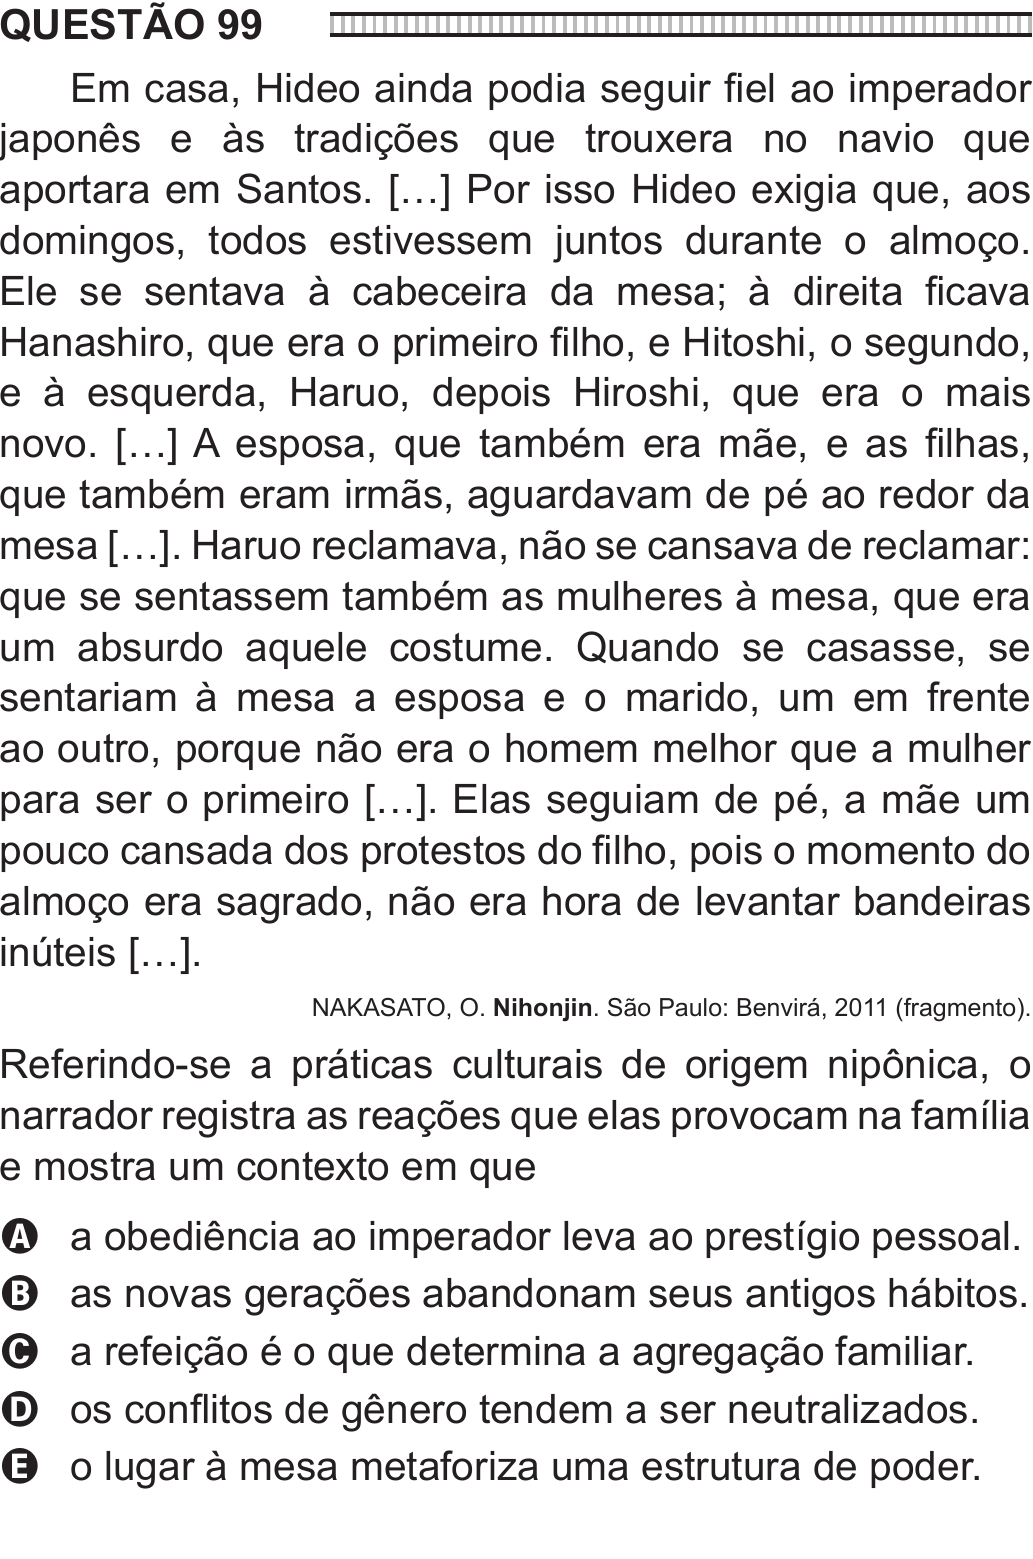 QUESTÃO 99
Em casa, Hideo ainda podia seguir fiel ao imperador
japonês e às tradições que trouxera no navio que
aportara em Santos. […] Por isso Hideo exigia que, aos
domingos, todos estivessem juntos durante o almoço.
Ele se sentava à cabeceira da mesa; à direita ficava
Hanashiro, que era o primeiro filho, e Hitoshi, o segundo,
e à esquerda, Haruo, depois Hiroshi, que era o mais
novo. […] A esposa, que também era mãe, e as filhas,
que também eram irmãs, aguardavam de pé ao redor da
mesa […]. Haruo reclamava, não se cansava de reclamar:
que se sentassem também as mulheres à mesa, que era
um absurdo aquele costume. Quando se casasse, se
sentariam à mesa a esposa e o marido, um em frente
ao outro, porque não era o homem melhor que a mulher
para ser o primeiro […]. Elas seguiam de pé, a mãe um
pouco cansada dos protestos do filho, pois o momento do
almoço era sagrado, não era hora de levantar bandeiras
inúteis […].
NAKASATO, O. Nihonjin. São Paulo: Benvirá, 2011 (fragmento).
Referindo-se a práticas culturais de origem nipônica, o
narrador registra as reações que elas provocam na família
e mostra um contexto em que
A a obediência ao imperador leva ao prestígio pessoal.
B as novas gerações abandonam seus antigos hábitos.
C a refeição é o que determina a agregação familiar.
D os conflitos de gênero tendem a ser neutralizados.
E o lugar à mesa metaforiza uma estrutura de poder.